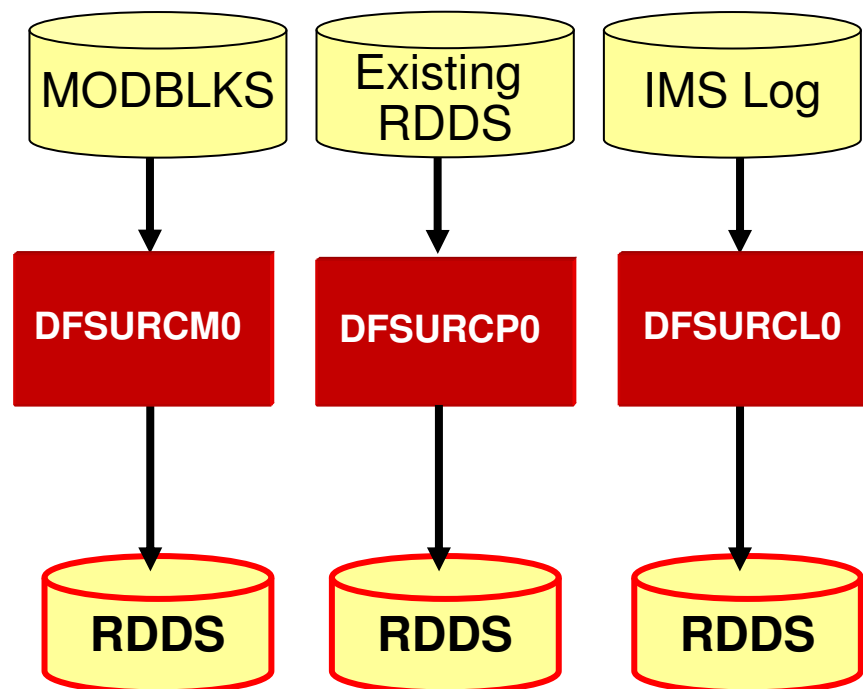 MODBLKS
Existing
RDDS
IMS Log
DFSURCM0
DFSURCP0
DFSURCL0
RDDS
RDDS
RDDS